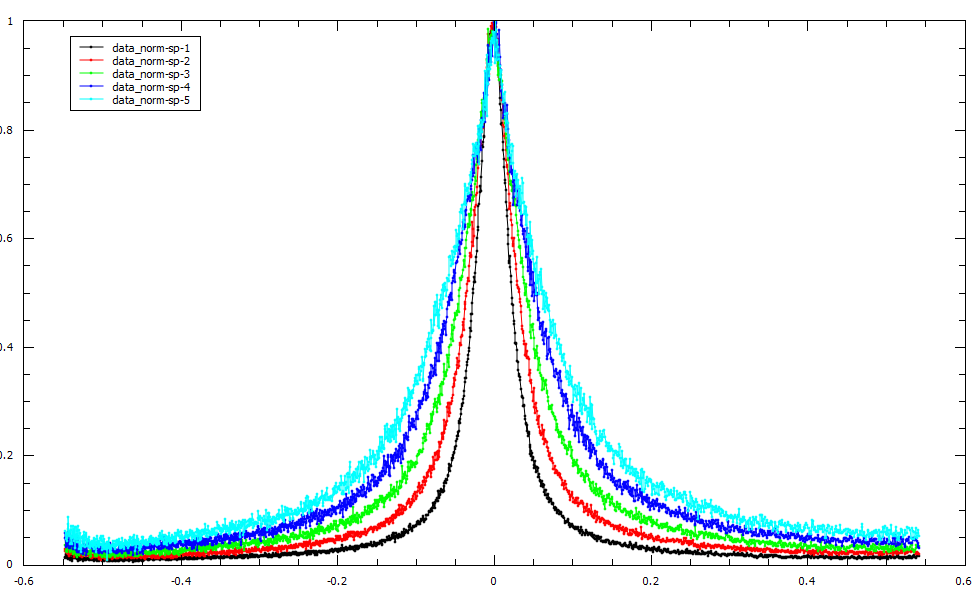 1
data_norm-sp-1
data_norm-sp-2
data_norm-sp-3
data_norm-sp-4
data_norm-sp-5
0.8
0.6
0.4
0.2
0
-0.6 -0.4 -0.2 0 0.2 0.4 0.6